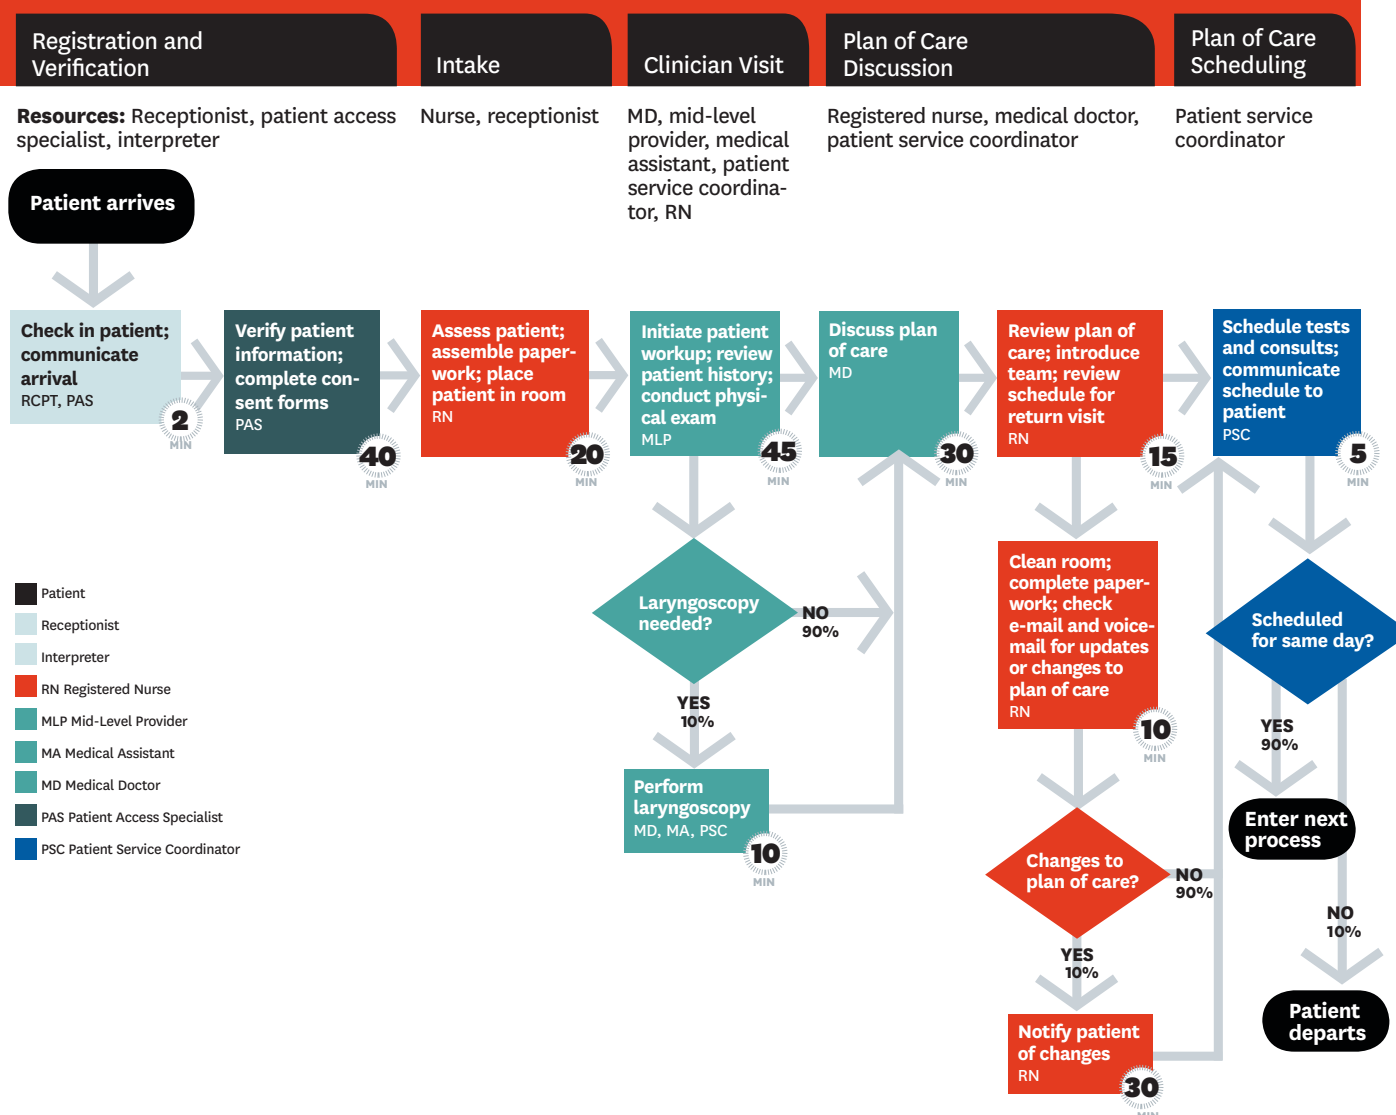 Registration and
Verification
Intake
Clinician Visit
Plan of Care
Discussion
Plan of Care
Scheduling
Resources: Receptionist, patient access
specialist, interpreter
Nurse, receptionist
MD, mid-level
provider, medical
assistant, patient
service coordina-
tor, RN
Registered nurse, medical doctor,
patient service coordinator
Patient service
coordinator
Patient arrives
Check in patient;
communicate
arrival
RCPT, PAS
2
MIN
Verify patient
information;
complete con-
sent forms
PAS
40
MIN
Assess patient;
assemble paper-
work; place
patient in room
RN
20
MIN
Initiate patient
workup; review
patient history;
conduct physi-
cal exam
MLP
45
MIN
Discuss plan
of care
MD
30
MIN
Review plan of
care; introduce
team; review
schedule for
return visit
RN
15
MIN
Schedule tests
and consults;
communicate
schedule to
patient
PSC
5
MIN
Laryngoscopy
needed?
NO
90%
YES
10%
Perform
laryngoscopy
MD, MA, PSC
10
MIN
Clean room;
complete paper-
work; check
e-mail and voice-
mail for updates
or changes to
plan of care
RN
10
MIN
Changes to
plan of care?
NO
90%
YES
10%
Notify patient
of changes
RN
30
MIN
Scheduled
for same day?
YES
90%
Enter next
process
NO
10%
Patient
departs
Patient
Receptionist
Interpreter
RN Registered Nurse
MLP Mid-Level Provider
MA Medical Assistant
MD Medical Doctor
PAS Patient Access Specialist
PSC Patient Service Coordinator